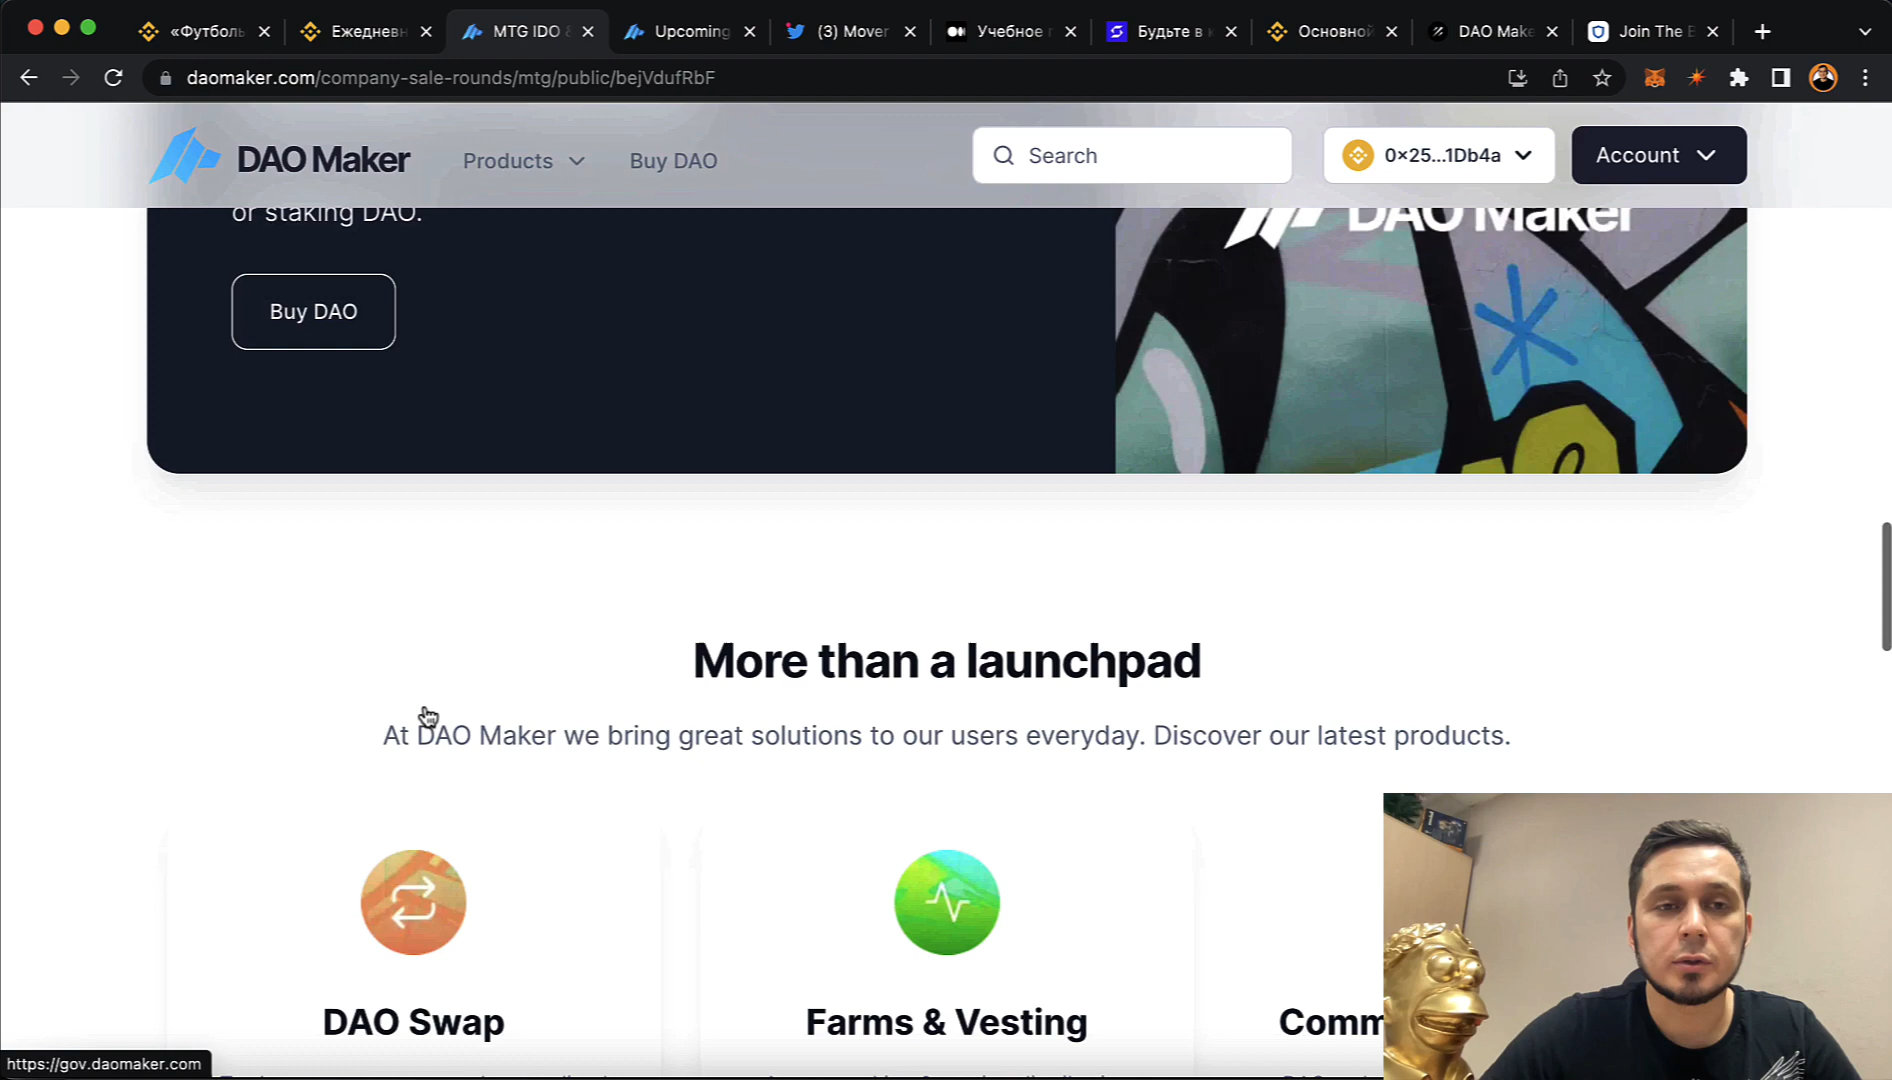 «Футболь
Ежедневн
MTG IDO &
Upcoming
(3) Mover
Учебное п
Будьте в к
Основной
DAO Make
Join The B
daomaker.com/company-sale-rounds/mtg/public/bejVdufRbF
DAO Maker
Products
Buy DAO
Search
0×25...1Db4a
Account
or staking DAO.
DAO Maker
Buy DAO
More than a launchpad
At DAO Maker we bring great solutions to our users everyday. Discover our latest products.
DAO Swap
Farms & Vesting
Comm
https://gov.daomaker.com